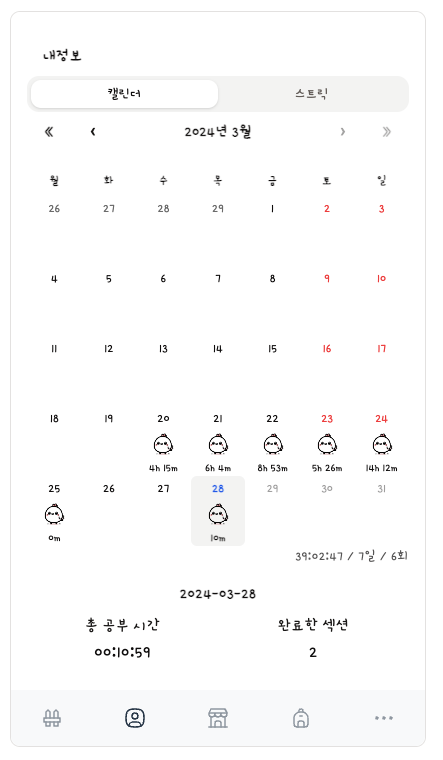 내정보
캘린더 스트릭
« ‹ 2024년 3월 › »
월 화 수 목 금 토 일
26 27 28 29 1 2 3
4 5 6 7 8 9 10
11 12 13 14 15 16 17
18 19 20 21 22 23 24
4h 15m 6h 4m 8h 53m 5h 26m 14h 12m
25 26 27 28 29 30 31
0m 10m
39:02:47 / 7일 / 6회
2024-03-28
총 공부 시간 완료한 섹션
00:10:59 2